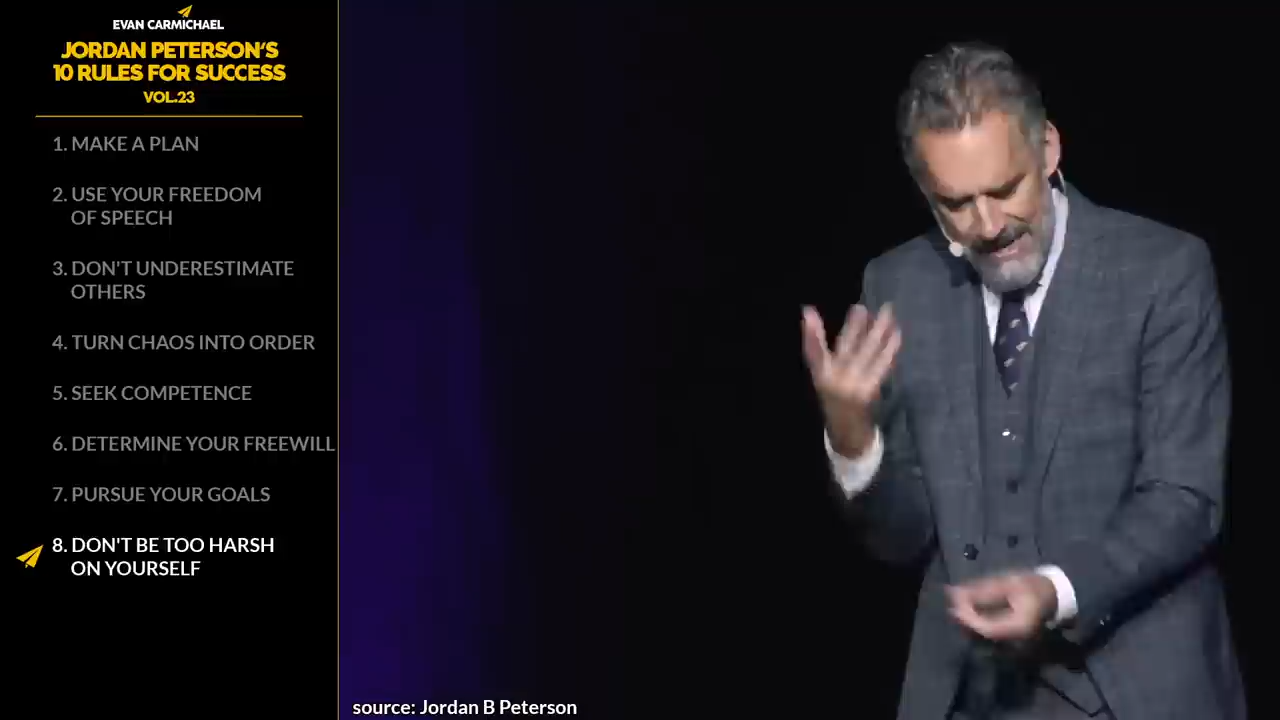 EVAN CARMICHAEL
JORDAN PETERSON'S
10 RULES FOR SUCCESS
VOL.23
1. MAKE A PLAN
2. USE YOUR FREEDOM
OF SPEECH
3. DON'T UNDERESTIMATE
OTHERS
4. TURN CHAOS INTO ORDER
5. SEEK COMPETENCE
6. DETERMINE YOUR FREEWILL
7. PURSUE YOUR GOALS
8. DON'T BE TOO HARSH
ON YOURSELF
source: Jordan B Peterson